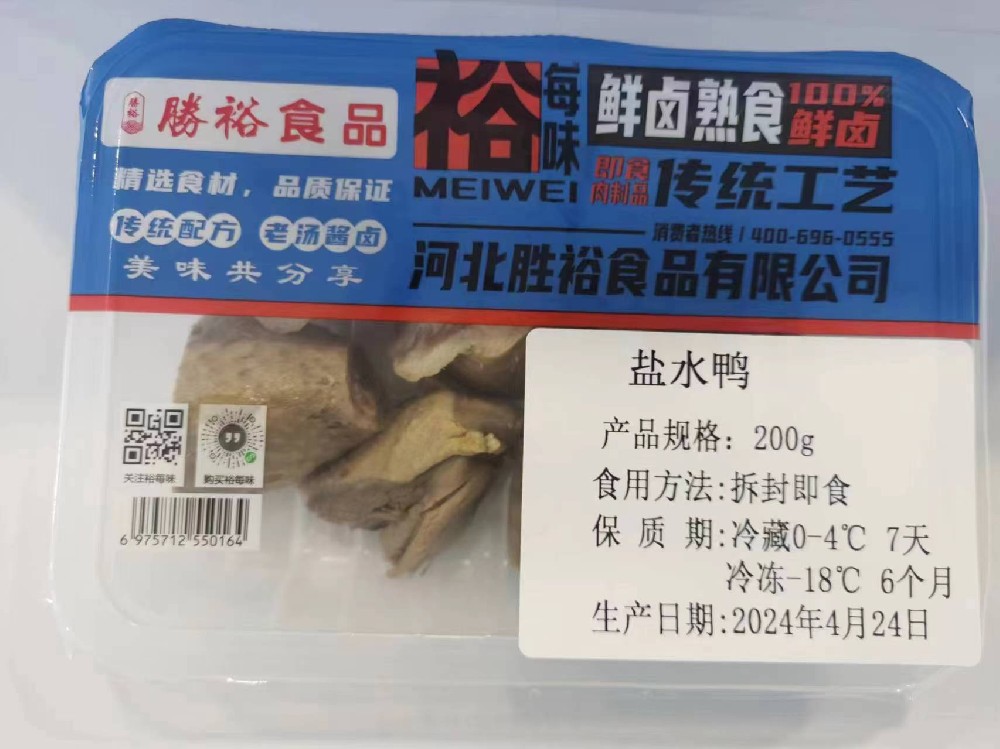 勝裕
勝裕食品
精选食材，品质保证
传统配方 老汤酱卤
美味共分享
裕每味
MEIWEI
鲜卤熟食
100%
鲜卤
即食
肉制品
传统工艺
消费者热线 | 400-696-0555
河北胜裕食品有限公司
关注裕每味
购买裕每味
6 975712 550164
盐水鸭
产品规格：200g
食用方法:拆封即食
保 质 期:冷藏0-4℃ 7天
冷冻-18℃ 6个月
生产日期:2024年4月24日